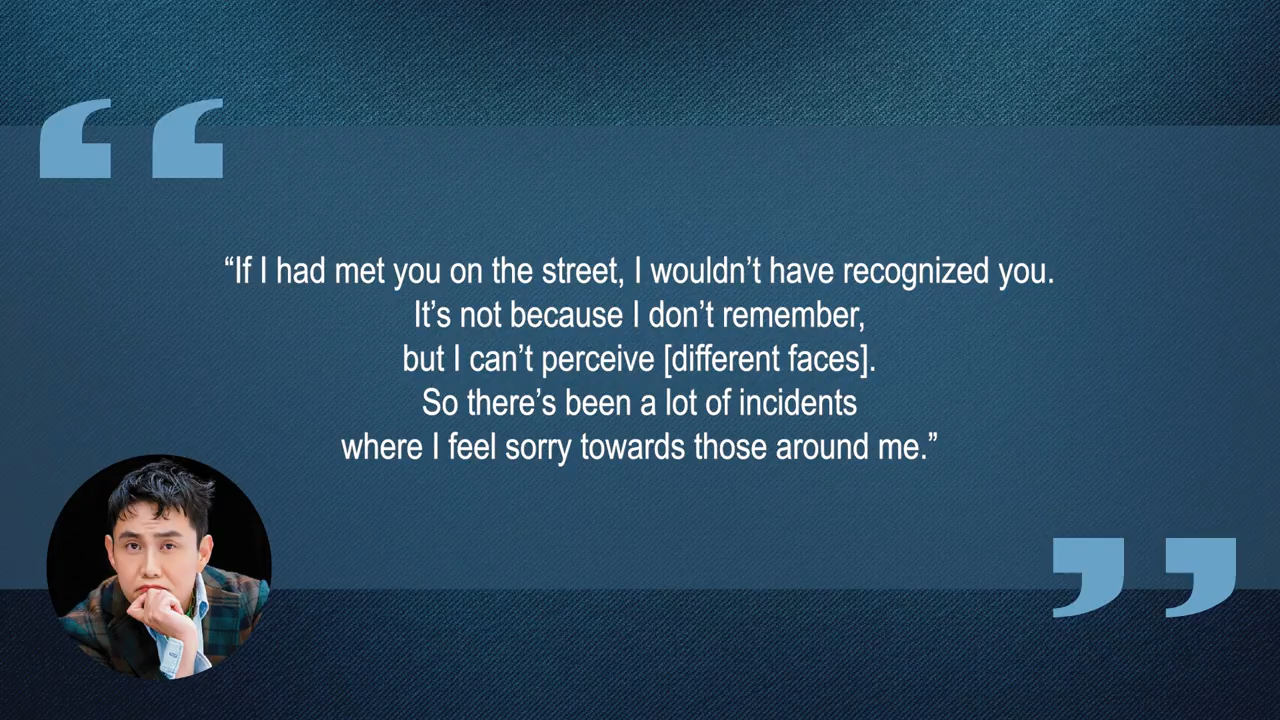 “If I had met you on the street, I wouldn’t have recognized you.
It’s not because I don’t remember,
but I can’t perceive [different faces].
So there’s been a lot of incidents
where I feel sorry towards those around me.”